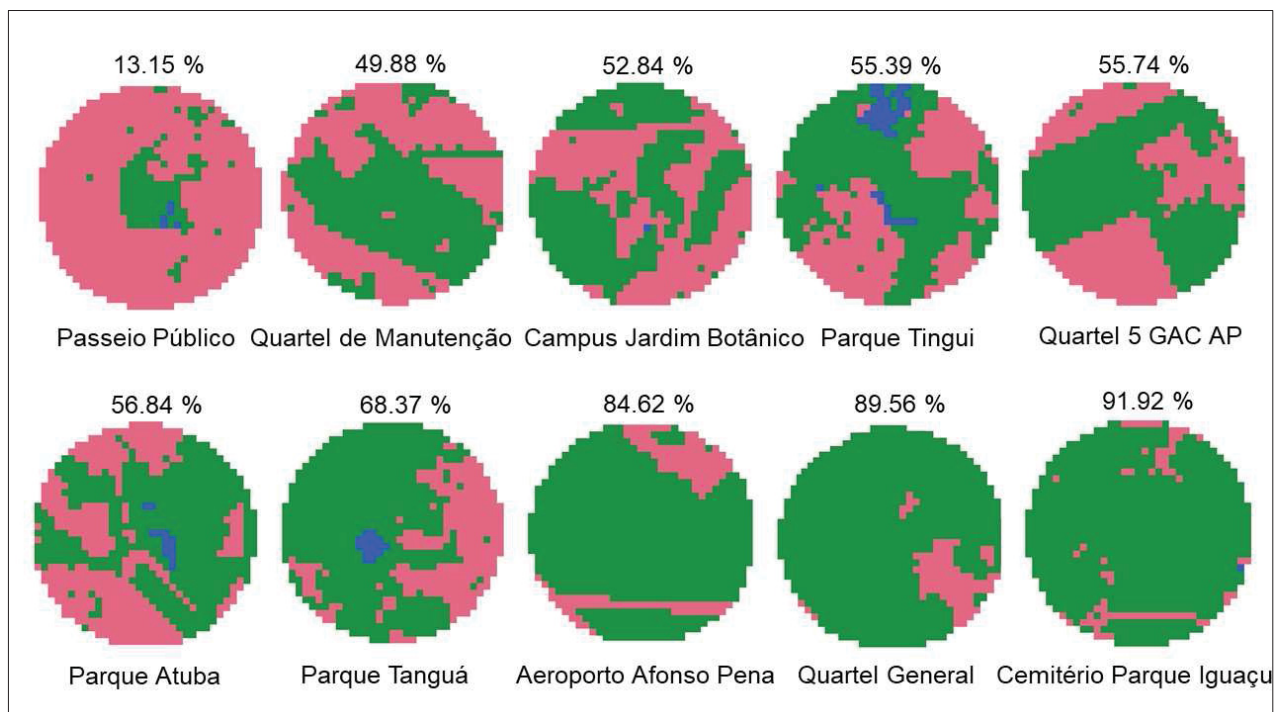 13.15 %
49.88 %
52.84 %
55.39 %
55.74 %
Passeio Público
Quartel de Manutenção
Campus Jardim Botânico
Parque Tingui
Quartel 5 GAC AP
56.84 %
68.37 %
84.62 %
89.56 %
91.92 %
Parque Atuba
Parque Tanguá
Aeroporto Afonso Pena
Quartel General
Cemitério Parque Iguaçu